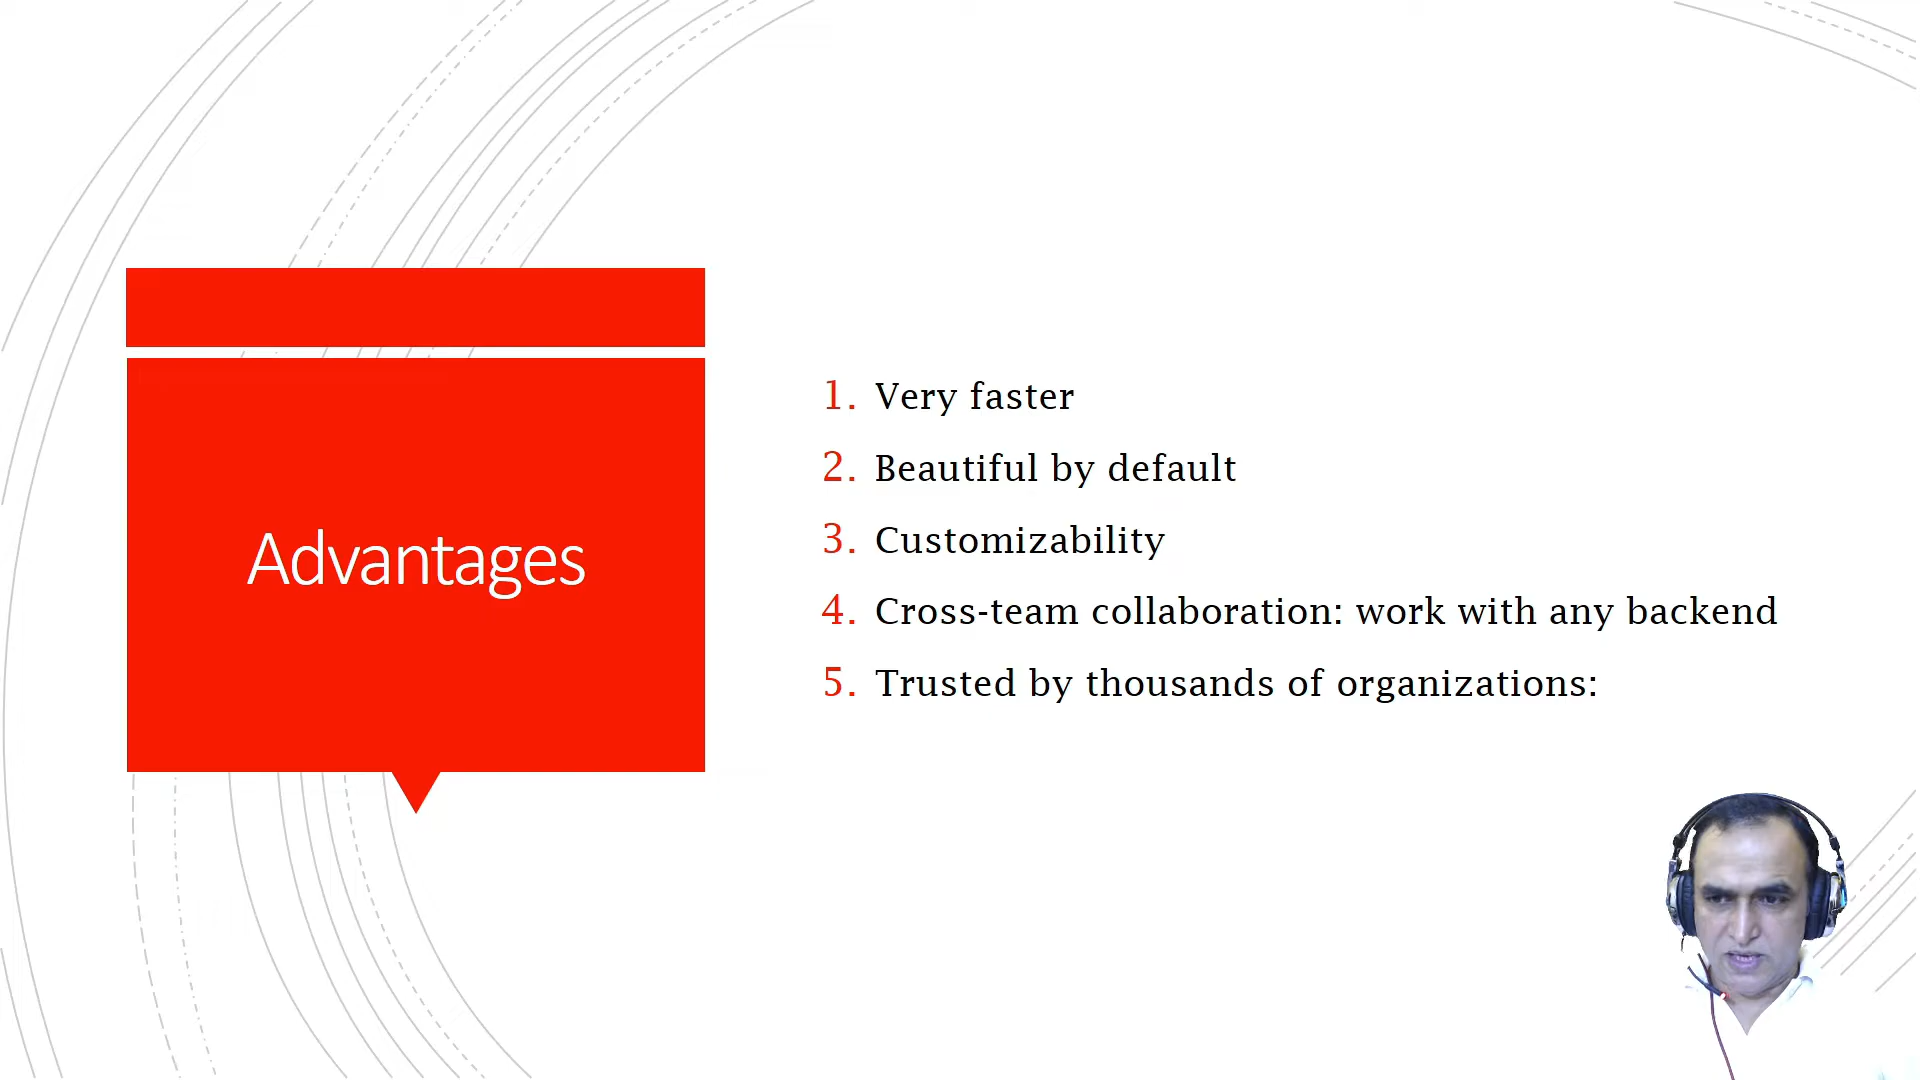 Advantages
1. Very faster
2. Beautiful by default
3. Customizability
4. Cross-team collaboration: work with any backend
5. Trusted by thousands of organizations: